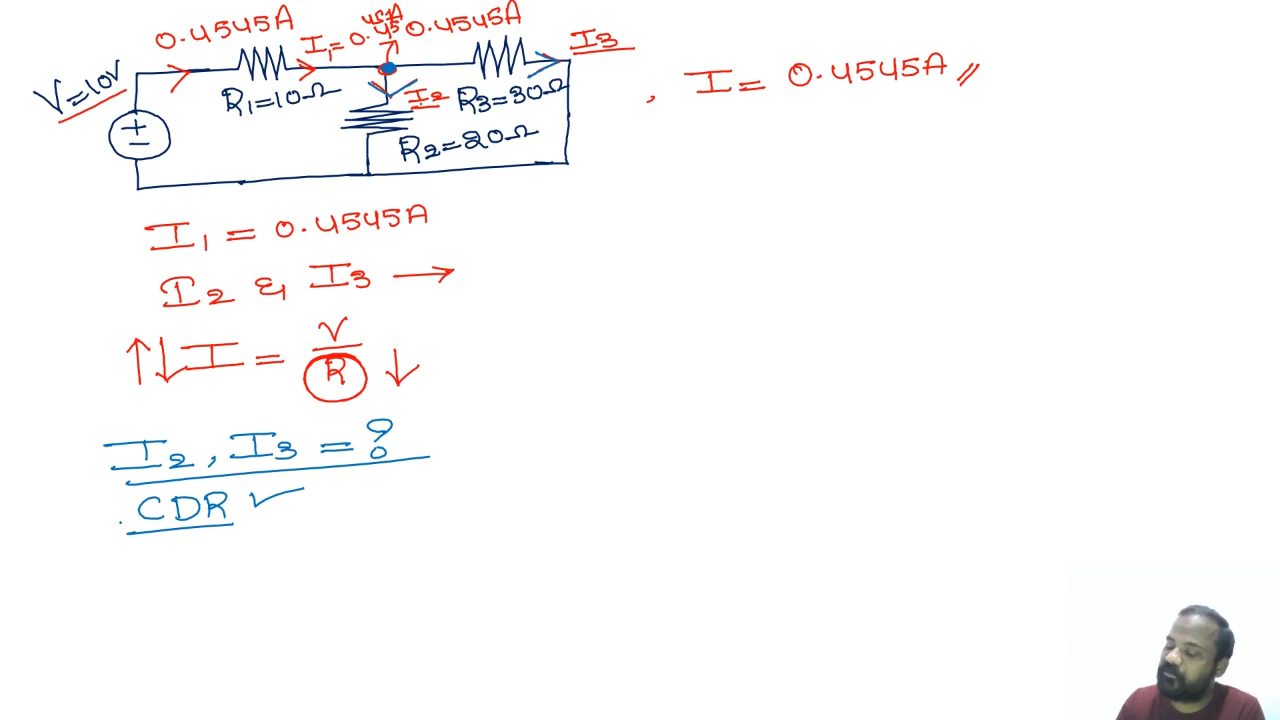 0.4545A
I1 = 0.45
45A
0.4545A
I3
V=10V
R1=10Ω
I2
R3=30Ω
R2=20Ω
+
−
, I = 0.4545A //
I1 = 0.4545A
I2 & I3 →
↑↓ I = V
R ↓
I2, I3 = ?
CDR ✓